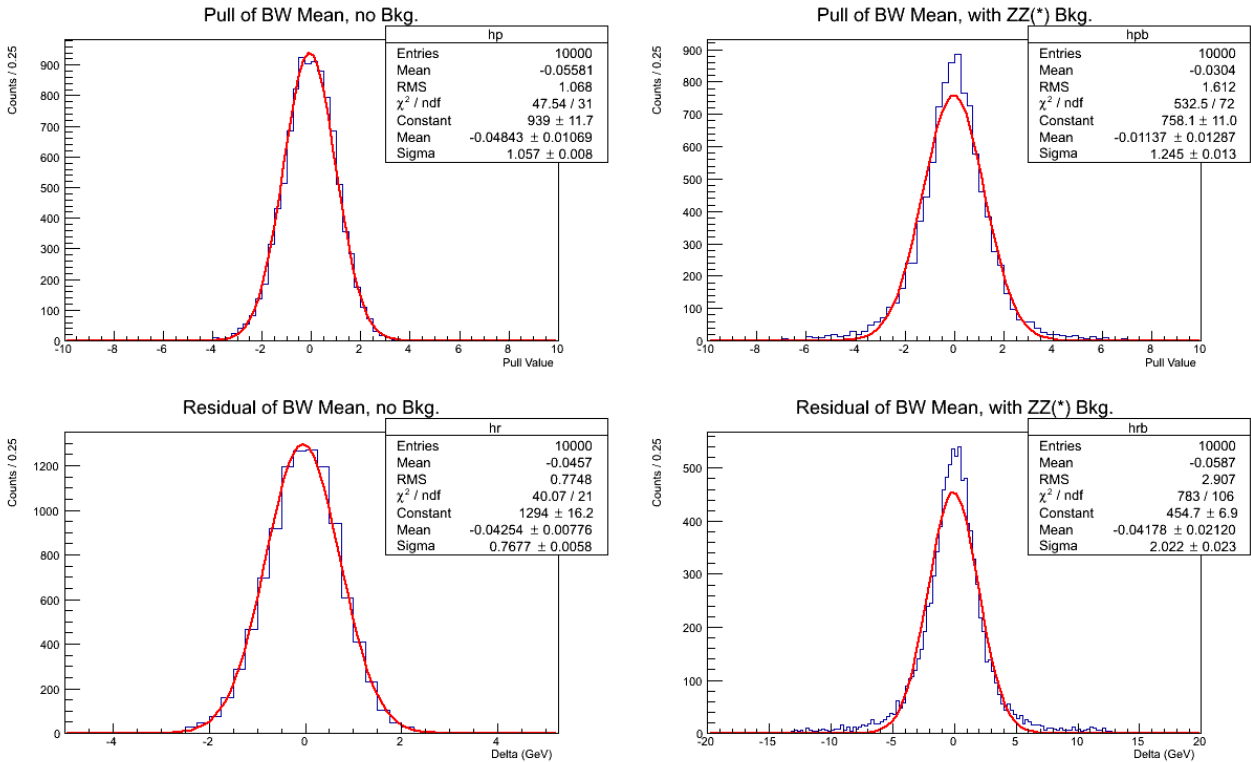 Pull of BW Mean, no Bkg.
hp
Entries 10000
Mean -0.05581
RMS 1.068
χ² / ndf 47.54 / 31
Constant 939 ± 11.7
Mean -0.04843 ± 0.01069
Sigma 1.057 ± 0.008
Counts / 0.25
900
800
700
600
500
400
300
200
100
0
-10 -8 -6 -4 -2 0 2 4 6 8 10
Pull Value
Pull of BW Mean, with ZZ(*) Bkg.
hpb
Entries 10000
Mean -0.0304
RMS 1.612
χ² / ndf 532.5 / 72
Constant 758.1 ± 11.0
Mean -0.01137 ± 0.01287
Sigma 1.245 ± 0.013
Counts / 0.25
900
800
700
600
500
400
300
200
100
0
-10 -8 -6 -4 -2 0 2 4 6 8 10
Pull Value
Residual of BW Mean, no Bkg.
hr
Entries 10000
Mean -0.0457
RMS 0.7748
χ² / ndf 40.07 / 21
Constant 1294 ± 16.2
Mean -0.04254 ± 0.00776
Sigma 0.7677 ± 0.0058
Counts / 0.25
1200
1000
800
600
400
200
0
-4 -2 0 2 4
Delta (GeV)
Residual of BW Mean, with ZZ(*) Bkg.
hrb
Entries 10000
Mean -0.0587
RMS 2.907
χ² / ndf 783 / 106
Constant 454.7 ± 6.9
Mean -0.04178 ± 0.02120
Sigma 2.022 ± 0.023
Counts / 0.25
500
400
300
200
100
0
-20 -15 -10 -5 0 5 10 15 20
Delta (GeV)